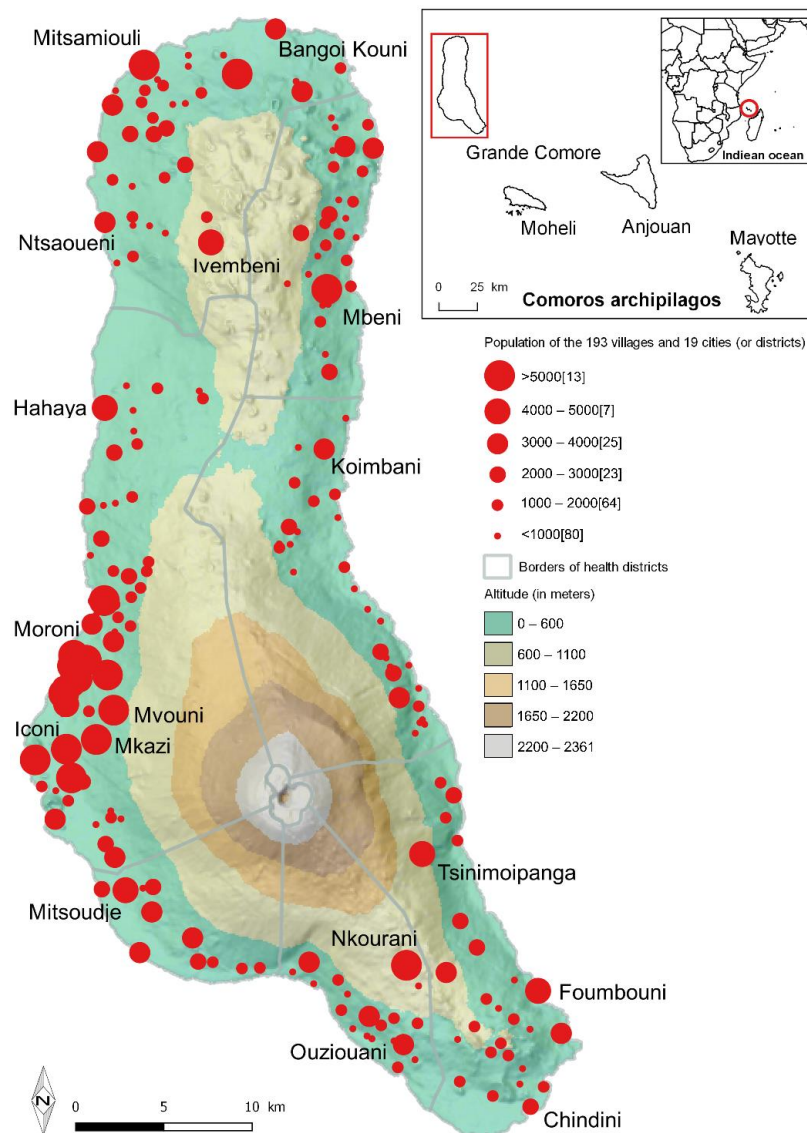 Mitsamiouli
Bangoi Kouni
Ntsaoueni
Ivembeni
Mbeni
Hahaya
Koimbani
Moroni
Mvouni
Iconi
Mkazi
Tsinimoipanga
Mitsoudje
Nkourani
Foumbouni
Ouziouani
Chindini
N
0 5 10 km
Indiean ocean
Grande Comore
Moheli
Anjouan
Mavotte
0 25 km
Comoros archipilagos
Population of the 193 villages and 19 cities (or districts)
>5000[13]
4000 – 5000[7]
3000 – 4000[25]
2000 – 3000[23]
1000 – 2000[64]
<1000[80]
Borders of health districts
Altitude (in meters)
0 – 600
600 – 1100
1100 – 1650
1650 – 2200
2200 – 2361